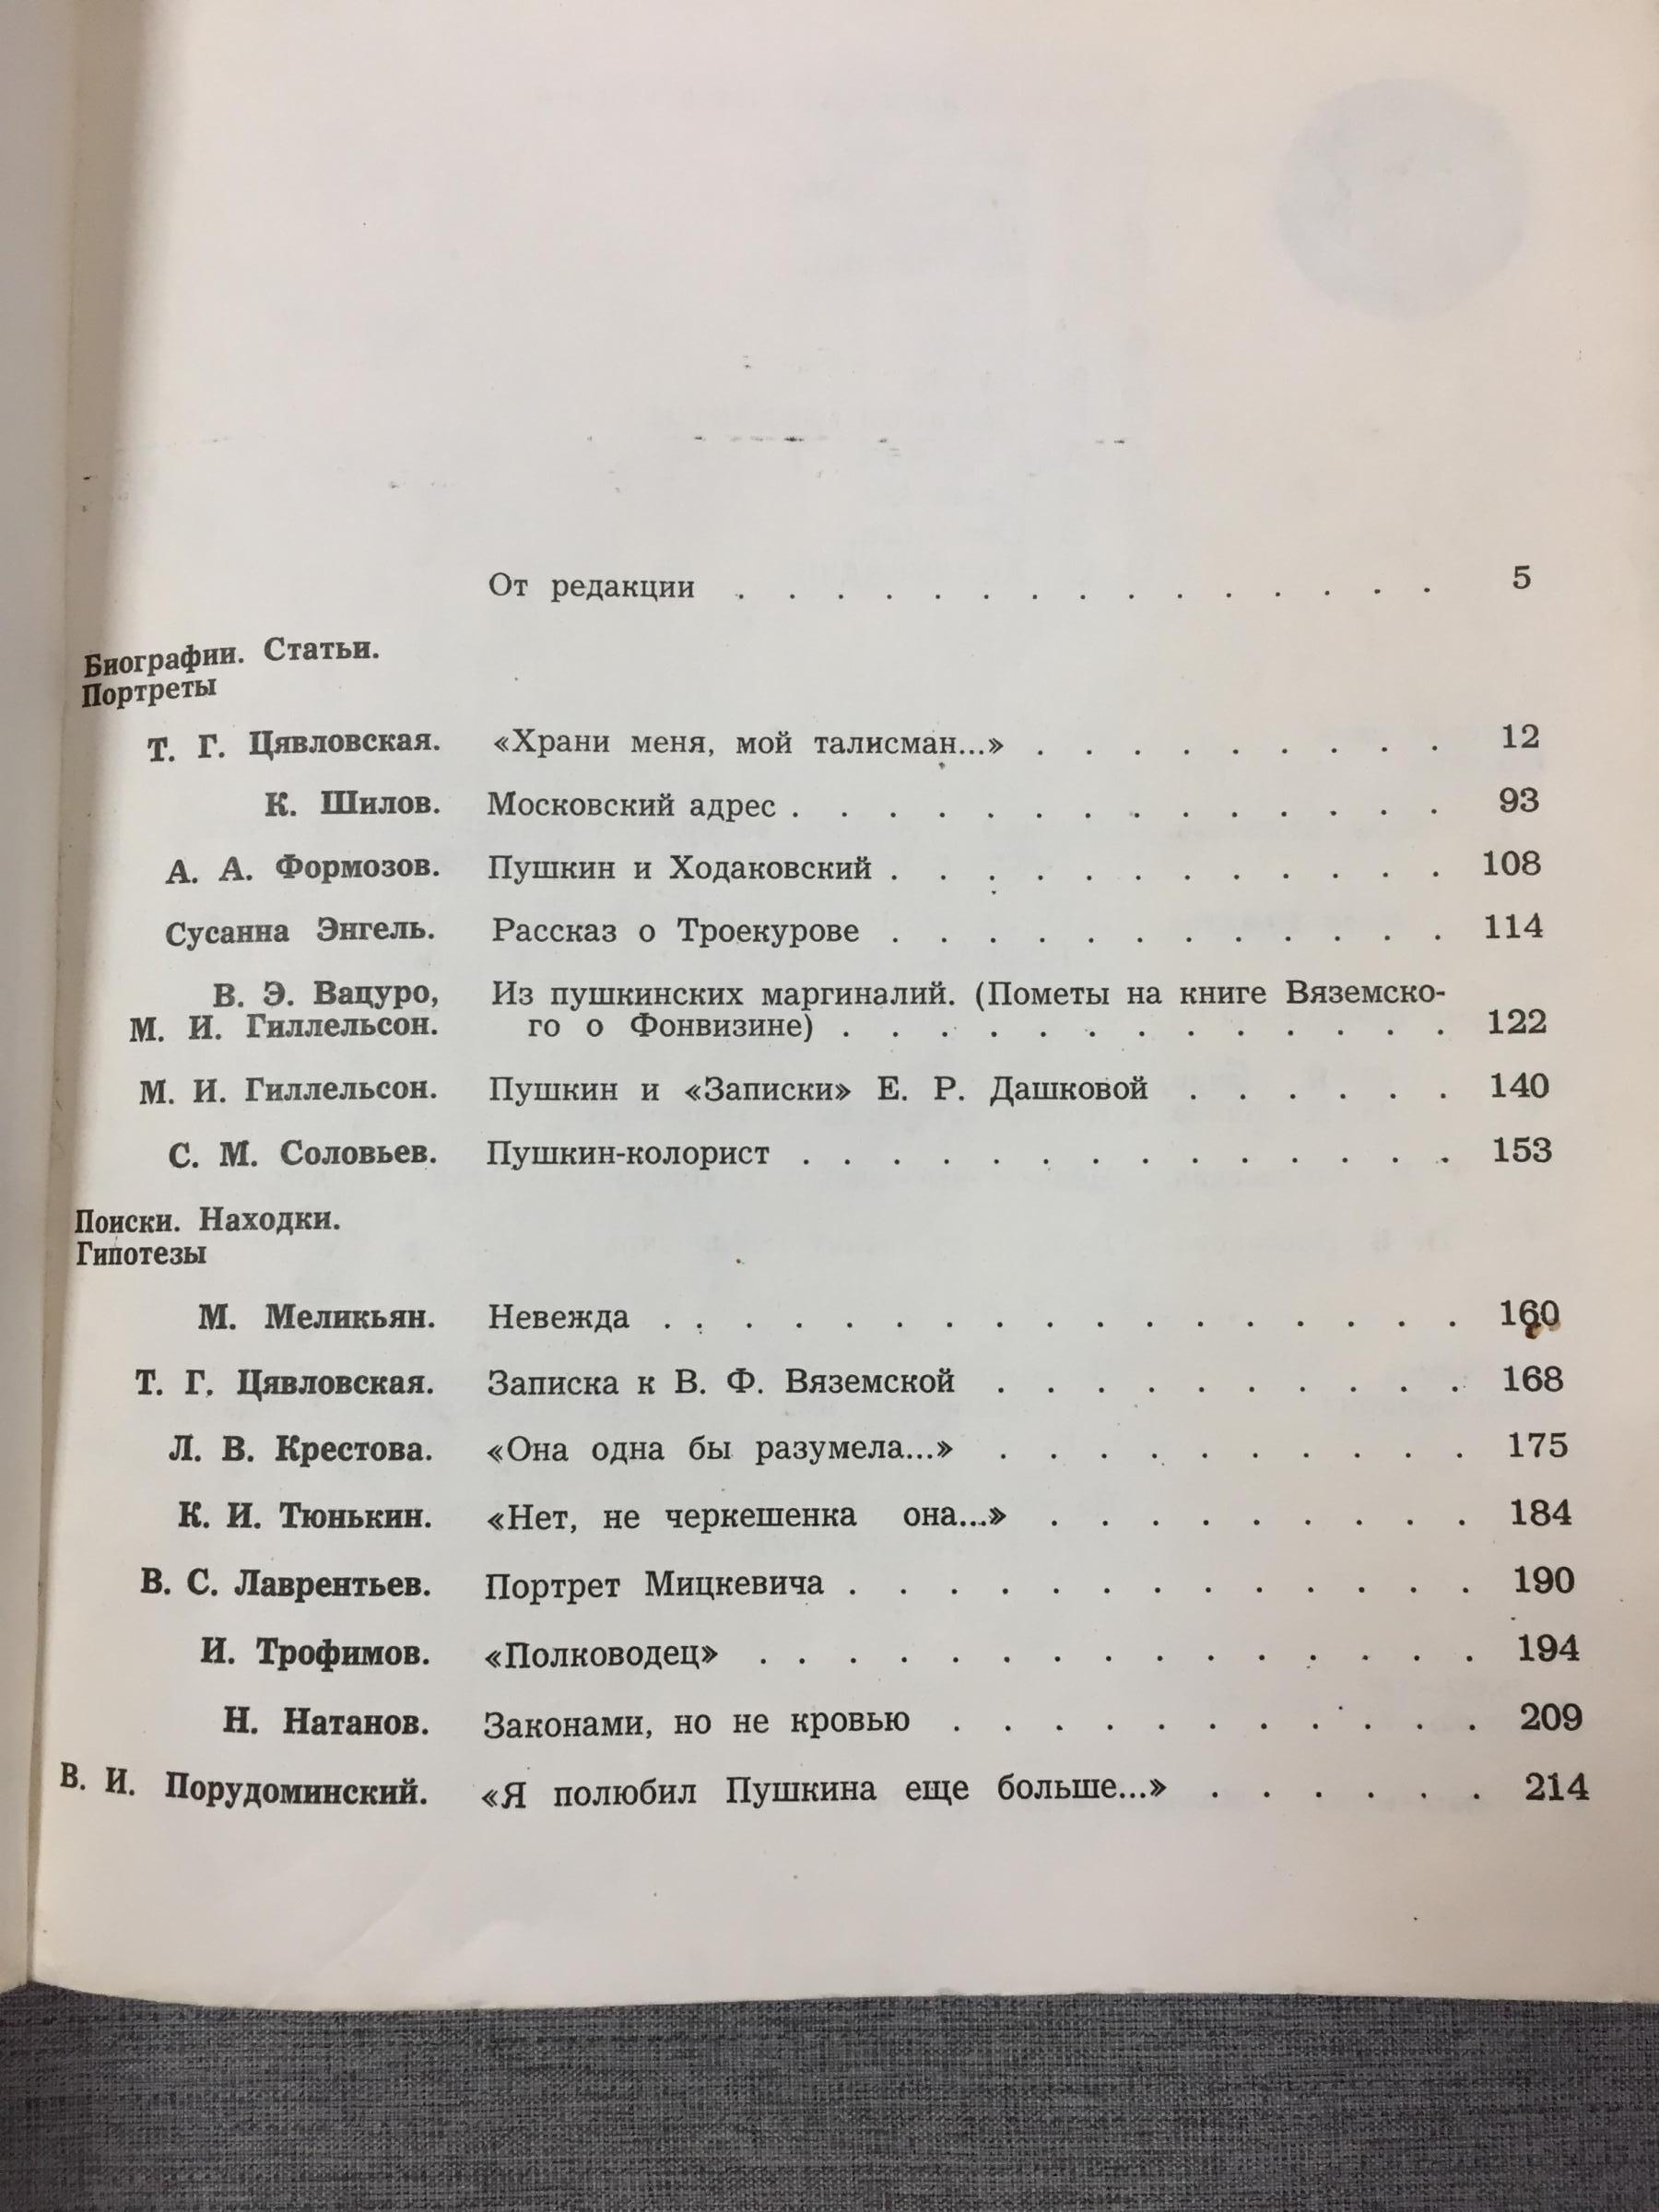 От редакции . . . . . . . . . . . . . . . 5
Биографии. Статьи.
Портреты
Т. Г. Цявловская. «Храни меня, мой талисман...» . . . . . . . . . 12
К. Шилов. Московский адрес . . . . . . . . . . . . . . 93
А. А. Формозов. Пушкин и Ходаковский . . . . . . . . . . . . 108
Сусанна Энгель. Рассказ о Троекурове . . . . . . . . . . . . 114
В. Э. Вацуро, Из пушкинских маргиналий. (Пометы на книге Вяземско-
М. И. Гиллельсон. го о Фонвизине) . . . . . . . . . . . . . 122
М. И. Гиллельсон. Пушкин и «Записки» Е. Р. Дашковой . . . . . . 140
С. М. Соловьев. Пушкин-колорист . . . . . . . . . . . . . . 153
Поиски. Находки.
Гипотезы
М. Меликьян. Невежда . . . . . . . . . . . . . . . . . 160
Т. Г. Цявловская. Записка к В. Ф. Вяземской . . . . . . . . . . 168
Л. В. Крестова. «Она одна бы разумела...» . . . . . . . . . . 175
К. И. Тюнькин. «Нет, не черкешенка она...» . . . . . . . . . 184
В. С. Лаврентьев. Портрет Мицкевича . . . . . . . . . . . . . 190
И. Трофимов. «Полководец» . . . . . . . . . . . . . . . 194
Н. Натанов. Законами, но не кровью . . . . . . . . . . . 209
В. И. Порудоминский. «Я полюбил Пушкина еще больше...» . . . . . . 214